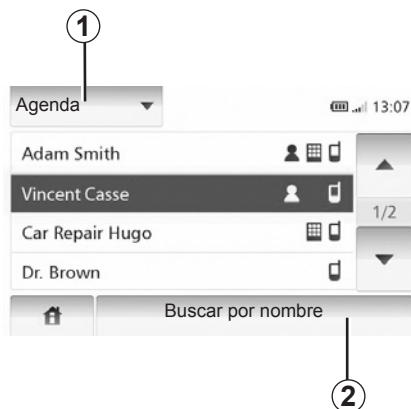 1
Agenda 13:07
Adam Smith
Vincent Casse
1/2
Car Repair Hugo
Dr. Brown
Buscar por nombre
2